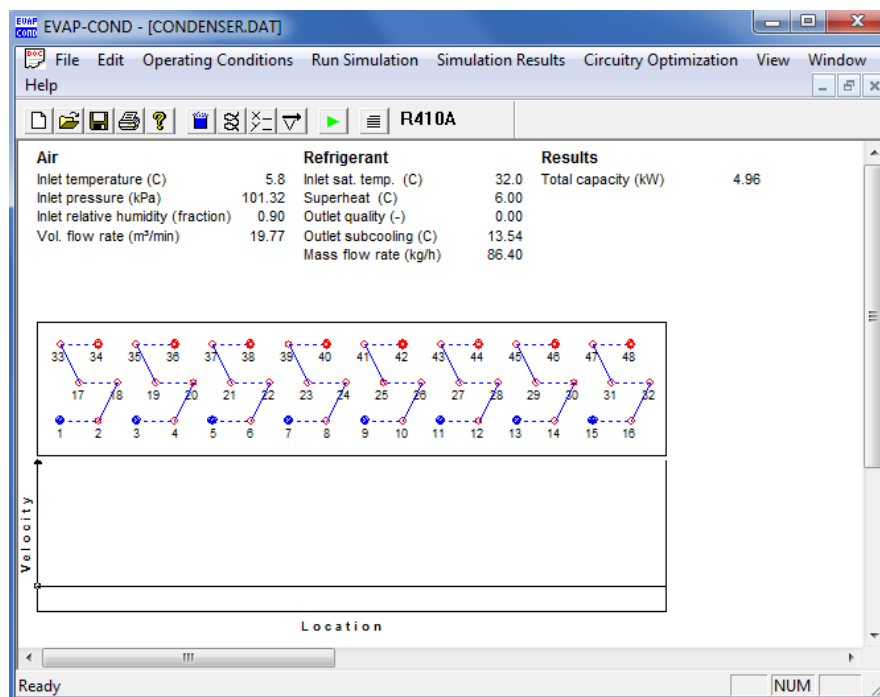 EVAP COND EVAP-COND - [CONDENSER.DAT]
DOC File Edit Operating Conditions Run Simulation Simulation Results Circuitry Optimization View Window
Help
R410A
Air Refrigerant Results
Inlet temperature (C) 5.8 Inlet sat. temp. (C) 32.0 Total capacity (kW) 4.96
Inlet pressure (kPa) 101.32 Superheat (C) 6.00
Inlet relative humidity (fraction) 0.90 Outlet quality (-) 0.00
Vol. flow rate (m³/min) 19.77 Outlet subcooling (C) 13.54
Mass flow rate (kg/h) 86.40
33 34 35 36 37 38 39 40 41 42 43 44 45 46 47 48
17 18 19 20 21 22 23 24 25 26 27 28 29 30 31 32
1 2 3 4 5 6 7 8 9 10 11 12 13 14 15 16
Velocity
Location
Ready NUM